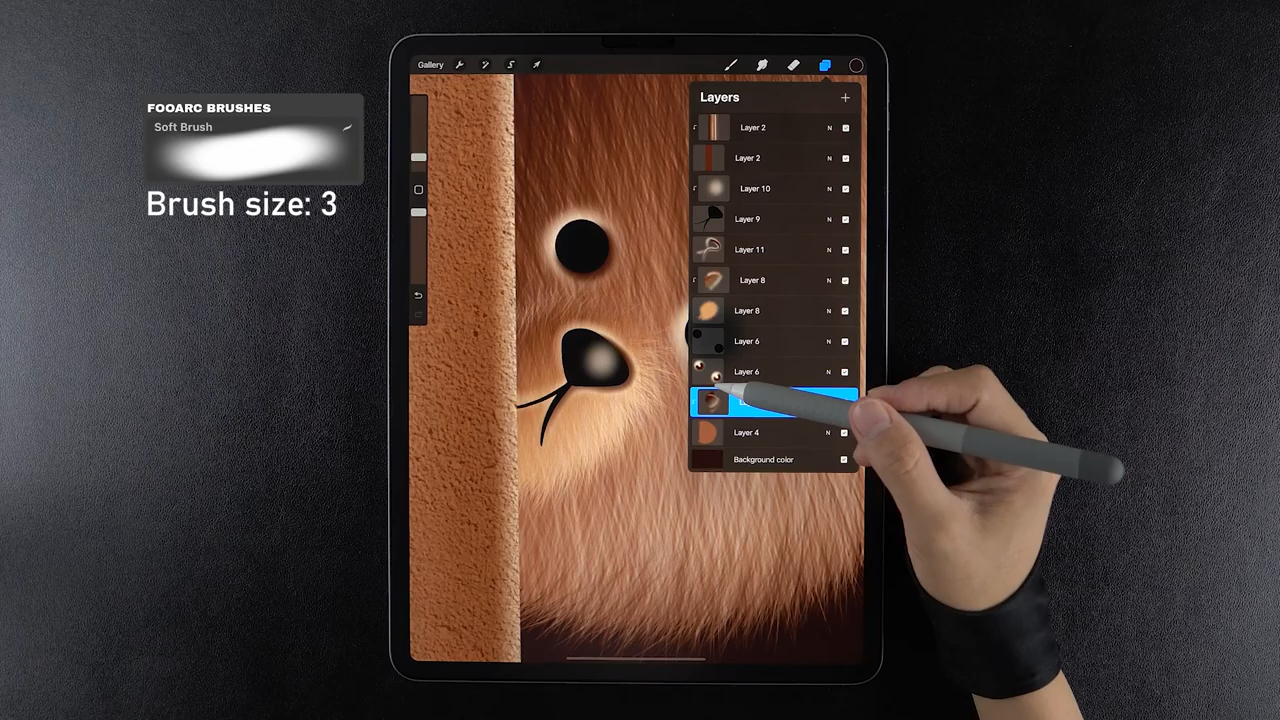 FOOARC BRUSHES
Soft Brush
Brush size: 3
Gallery
Layers
Layer 2 N
Layer 2 N
Layer 10 N
Layer 9 N
Layer 11 N
Layer 8 N
Layer 8 N
Layer 6 N
Layer 6 N
Layer 4 N
Background color